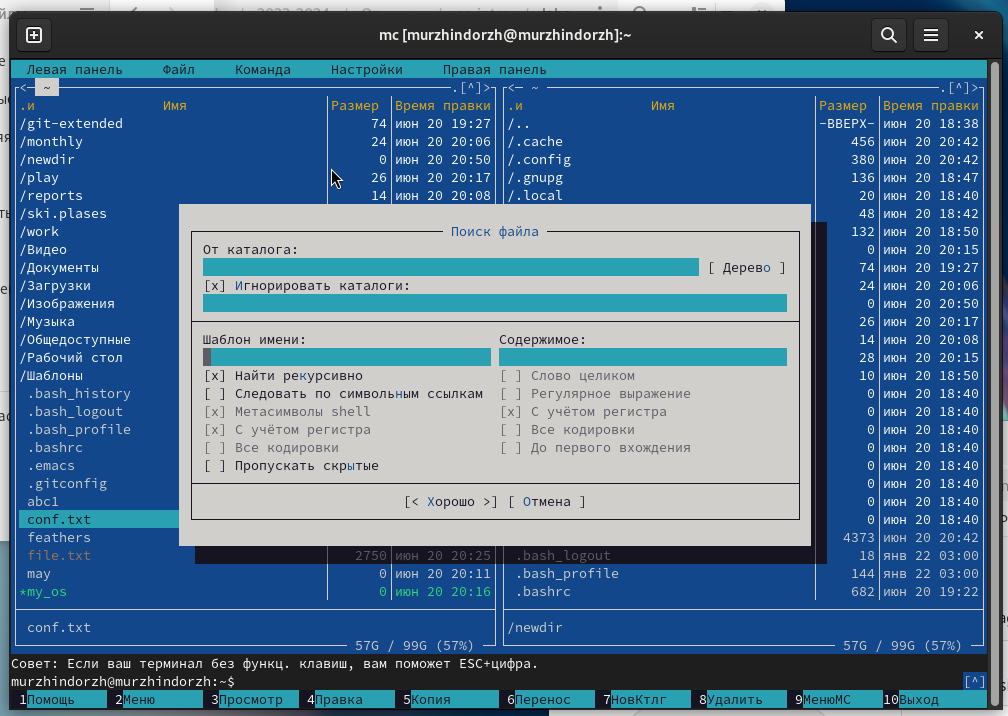 mc [murzhindorzh@murzhindorzh]:~
Левая панель Файл Команда Настройки Правая панель
<- ~ .[^]> <- ~ .[^]>
.и Имя Размер Время правки .и Имя Размер Время правки
/git-extended 74 июн 20 19:27 /.. -ВВЕРХ- июн 20 18:38
/monthly 24 июн 20 20:06 /.cache 456 июн 20 20:42
/newdir 0 июн 20 20:50 /.config 380 июн 20 20:42
/play 26 июн 20 20:17 /.gnupg 136 июн 20 18:47
/reports 14 июн 20 20:08 /.local 20 июн 20 18:40
/ski.plases 48 июн 20 18:42
/work 132 июн 20 18:50
/Видео 0 июн 20 20:15
/Документы 74 июн 20 19:27
/Загрузки 24 июн 20 20:06
/Изображения 0 июн 20 20:50
/Музыка 26 июн 20 20:17
/Общедоступные 14 июн 20 20:08
/Рабочий стол 28 июн 20 20:15
/Шаблоны 10 июн 20 18:50
.bash_history 0 июн 20 18:40
.bash_logout 0 июн 20 18:40
.bash_profile 0 июн 20 18:40
.bashrc 0 июн 20 18:40
.emacs 0 июн 20 18:40
.gitconfig 0 июн 20 18:40
abc1 0 июн 20 18:40
conf.txt 0 июн 20 18:40
feathers 4373 июн 20 20:42
file.txt 2750 июн 20 20:25 .bash_logout 18 янв 22 03:00
may 0 июн 20 20:11 .bash_profile 144 янв 22 03:00
*my_os 0 июн 20 20:16 .bashrc 682 июн 20 19:22
conf.txt /newdir
57G / 99G (57%) 57G / 99G (57%)
Поиск файла
От каталога:
[ Дерево ]
[x] Игнорировать каталоги:
Шаблон имени: Содержимое:
[x] Найти рекурсивно [ ] Слово целиком
[ ] Следовать по символьным ссылкам [ ] Регулярное выражение
[x] Метасимволы shell [x] С учётом регистра
[x] С учётом регистра [ ] Все кодировки
[ ] Все кодировки [ ] До первого вхождения
[ ] Пропускать скрытые
[< Хорошо >] [ Отмена ]
Совет: Если ваш терминал без функц. клавиш, вам поможет ESC+цифра.
murzhindorzh@murzhindorzh:~$ [^]
1Помощь 2Меню 3Просмотр 4Правка 5Копия 6Перенос 7НовКтлг 8Удалить 9МенюМС 10Выход